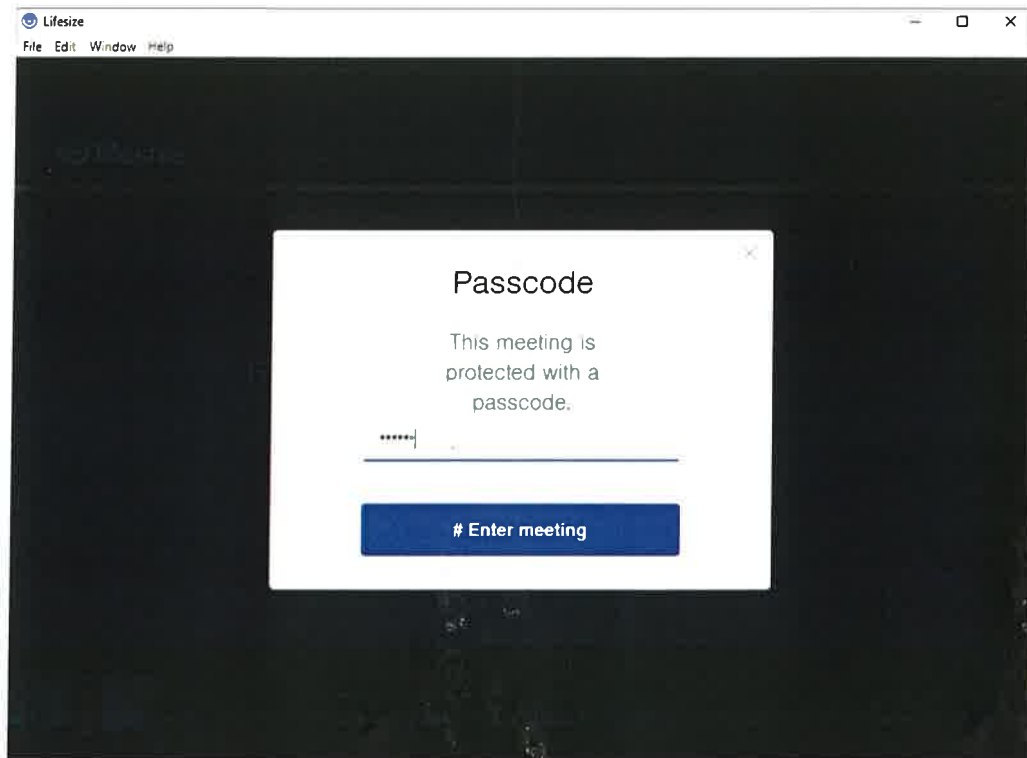 Lifesize
File Edit Window Help
Passcode
This meeting is
protected with a
passcode.
••••••
# Enter meeting